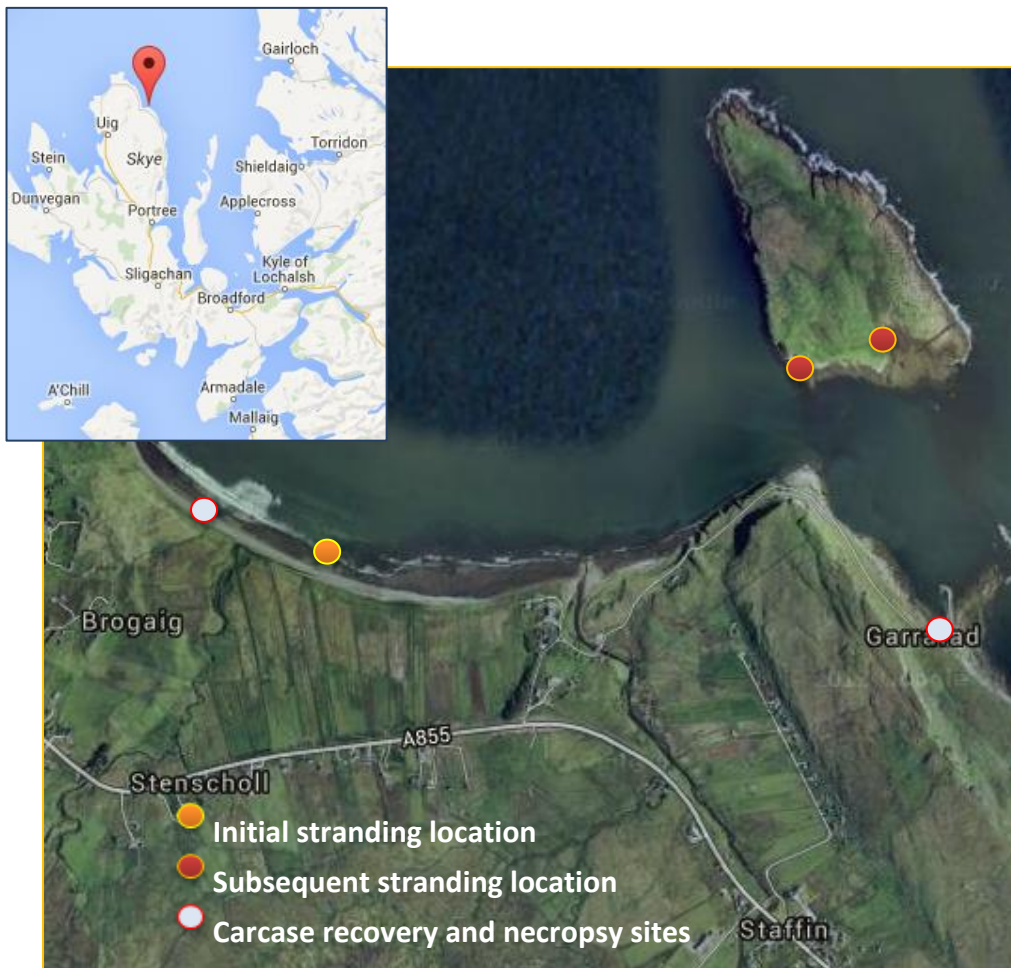 Gairloch
Uig
Torridon
Stein
Skye
Shieldaig
Dunvegan
Applecross
Portree
Kyle of
Lochalsh
Sligachan
Broadford
A'Chill
Armadale
Mallaig
Brogaig
A855
Stenscholl
Staffin
Initial stranding location
Subsequent stranding location
Carcase recovery and necropsy sites